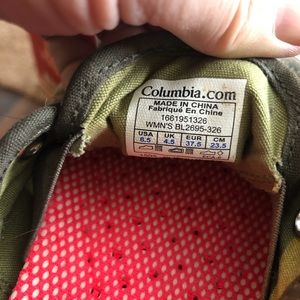 Columbia.com
MADE IN CHINA
Fabriqué En Chine
1661951326
WMN'S BL2695-326
USA UK EUR CM
6.5 4.5 37.5 23.5